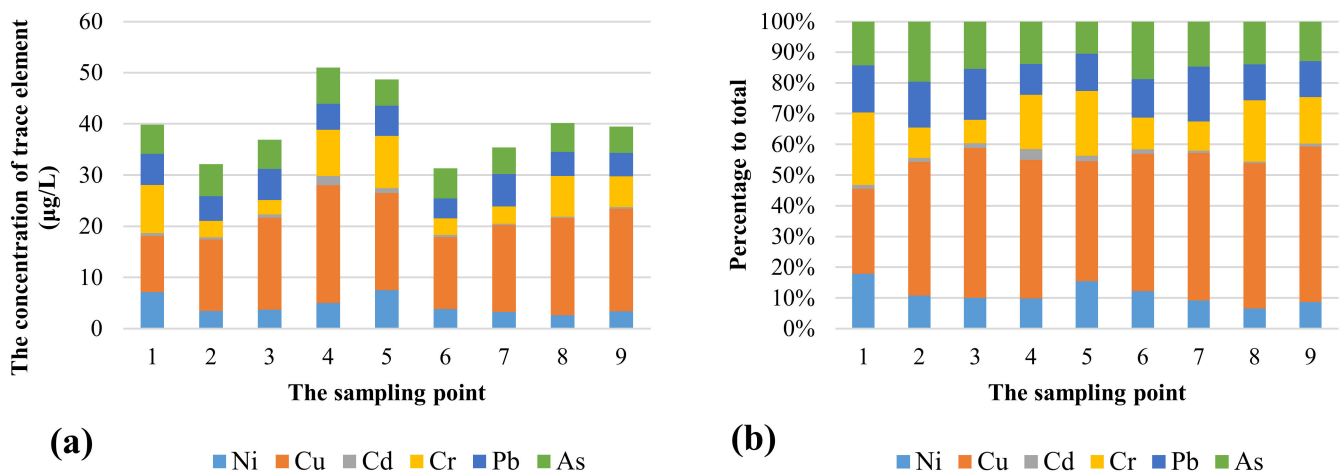 The concentration of trace element
(µg/L)
60
50
40
30
20
10
0
1 2 3 4 5 6 7 8 9
The sampling point
(a)
Ni Cu Cd Cr Pb As
Percentage to total
100%
90%
80%
70%
60%
50%
40%
30%
20%
10%
0%
1 2 3 4 5 6 7 8 9
The sampling point
(b)
Ni Cu Cd Cr Pb As